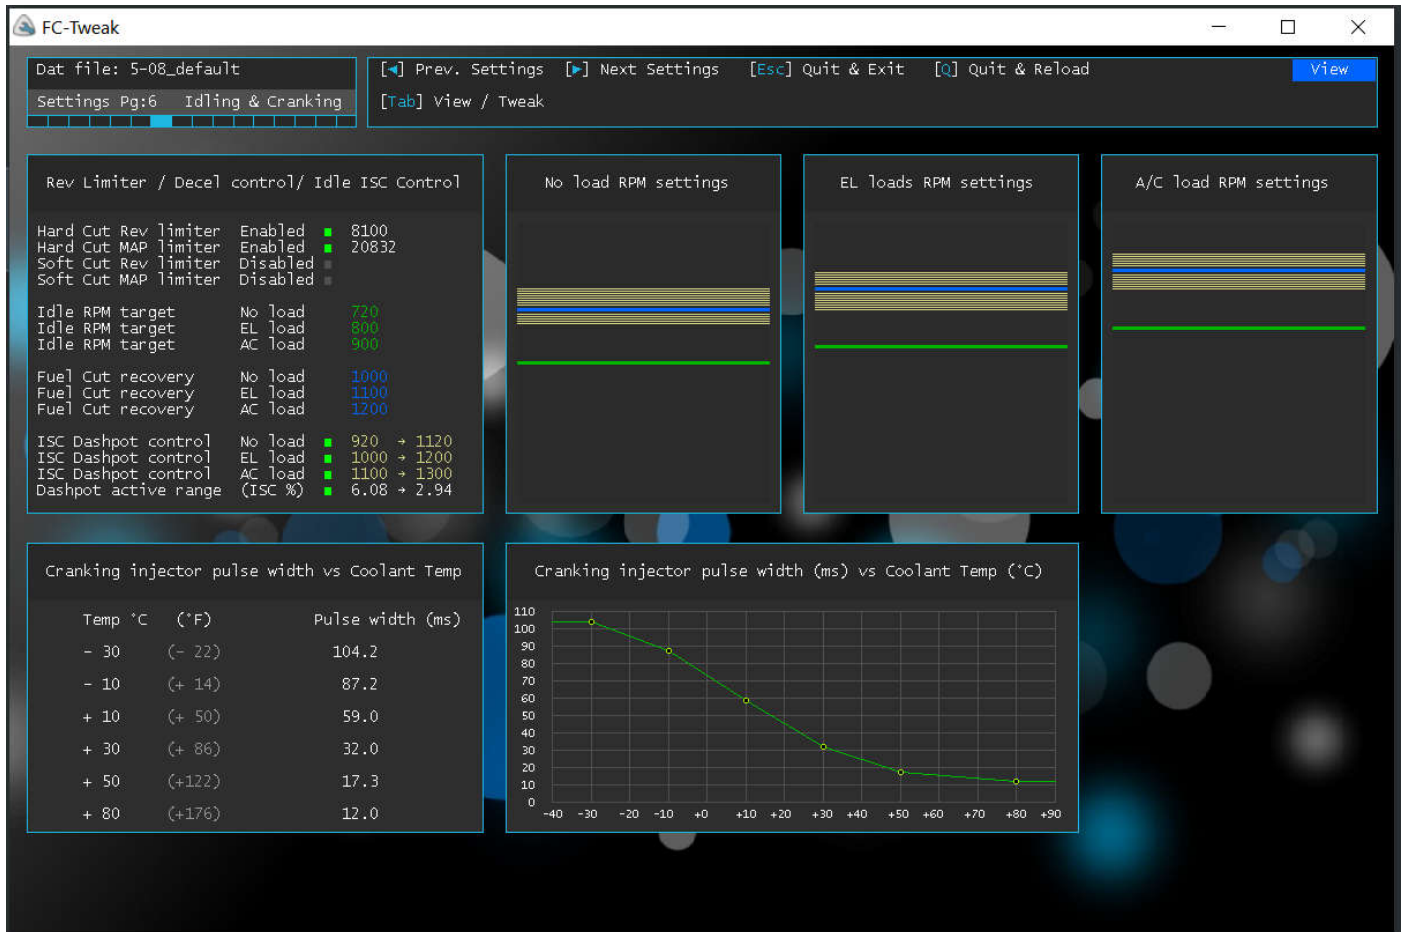 FC-Tweak
Dat file: 5-08_default
Settings Pg:6 Idling & Cranking
[◄] Prev. Settings [►] Next Settings [Esc] Quit & Exit [Q] Quit & Reload View
[Tab] View / Tweak
Rev Limiter / Decel control/ Idle ISC Control
Hard Cut Rev limiter Enabled 8100
Hard Cut MAP limiter Enabled 20832
Soft Cut Rev limiter Disabled
Soft Cut MAP limiter Disabled
Idle RPM target No load 720
Idle RPM target EL load 800
Idle RPM target AC load 900
Fuel Cut recovery No load 1000
Fuel Cut recovery EL load 1100
Fuel Cut recovery AC load 1200
ISC Dashpot control No load 920 → 1120
ISC Dashpot control EL load 1000 → 1200
ISC Dashpot control AC load 1100 → 1300
Dashpot active range (ISC %) 6.08 → 2.94
No load RPM settings
EL loads RPM settings
A/C load RPM settings
Cranking injector pulse width vs Coolant Temp
Temp °C (°F) Pulse width (ms)
- 30 (- 22) 104.2
- 10 (+ 14) 87.2
+ 10 (+ 50) 59.0
+ 30 (+ 86) 32.0
+ 50 (+122) 17.3
+ 80 (+176) 12.0
Cranking injector pulse width (ms) vs Coolant Temp (°C)
110
100
90
80
70
60
50
40
30
20
10
0
-40 -30 -20 -10 +0 +10 +20 +30 +40 +50 +60 +70 +80 +90